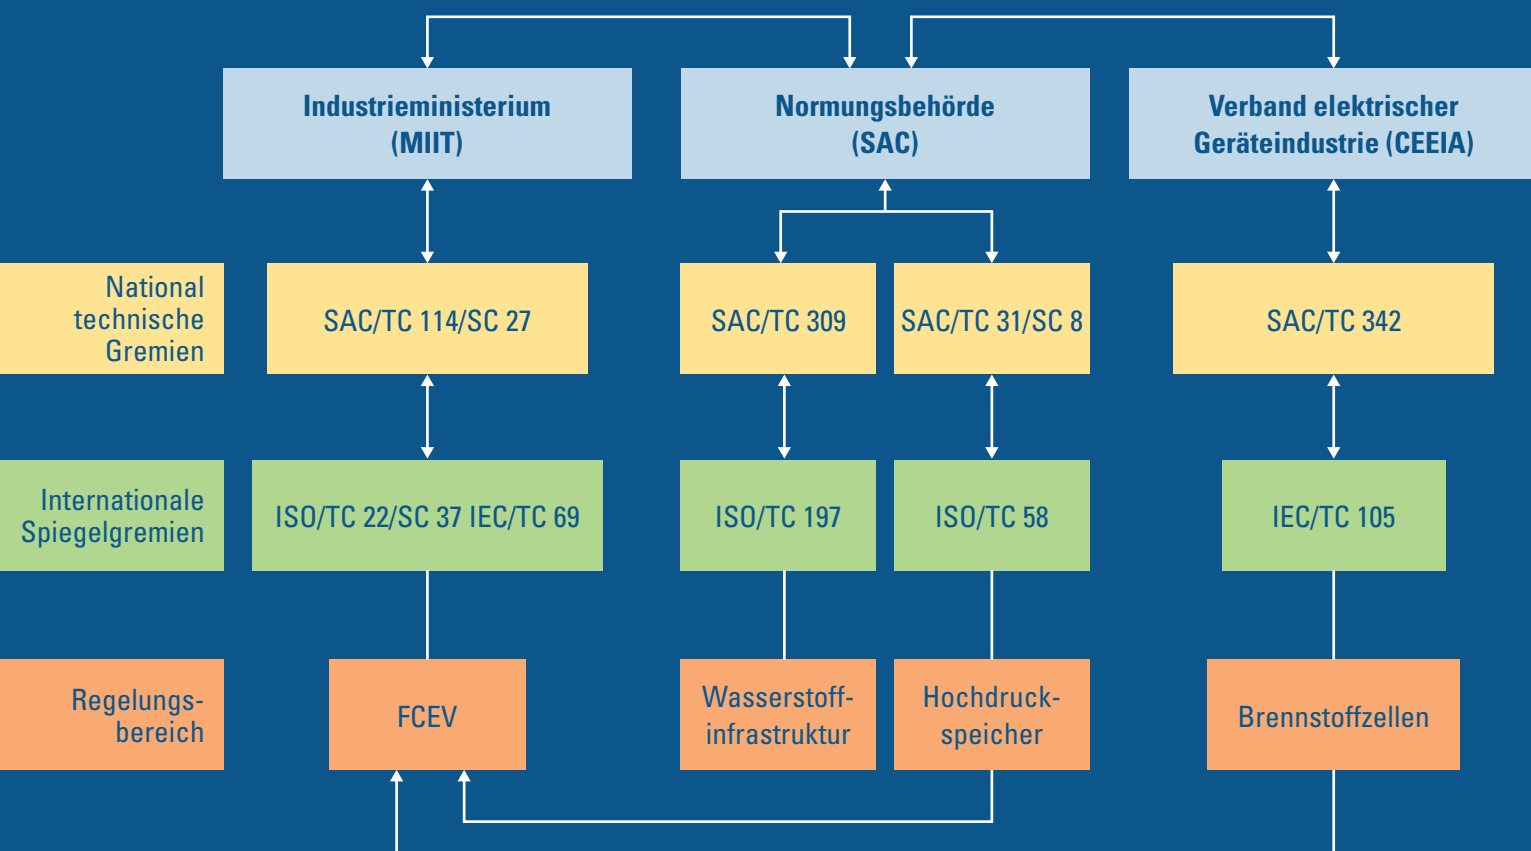 Industrieministerium
(MIIT)
Normungsbehörde
(SAC)
Verband elektrischer
Geräteindustrie (CEEIA)
National
technische
Gremien
SAC/TC 114/SC 27
SAC/TC 309
SAC/TC 31/SC 8
SAC/TC 342
Internationale
Spiegelgremien
ISO/TC 22/SC 37 IEC/TC 69
ISO/TC 197
ISO/TC 58
IEC/TC 105
Regelungs-
bereich
FCEV
Wasserstoff-
infrastruktur
Hochdruck-
speicher
Brennstoffzellen